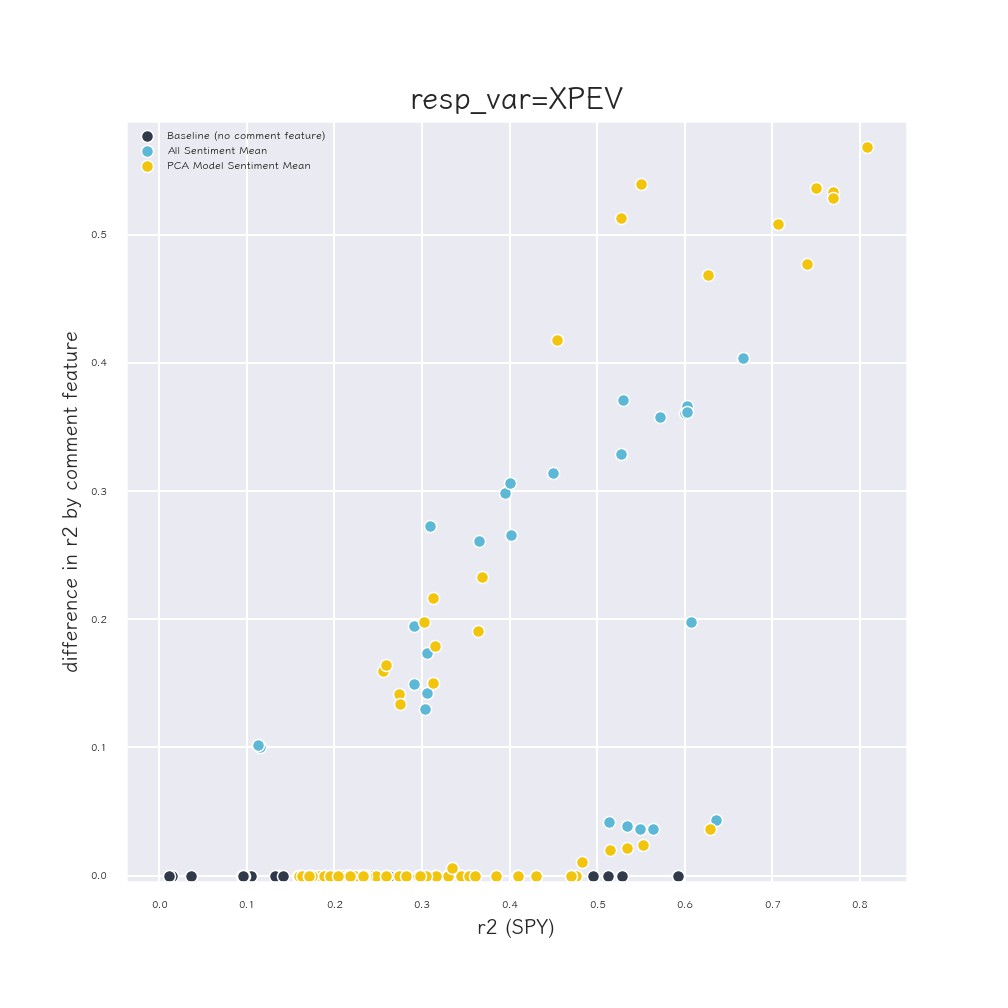 resp_var=XPEV
Baseline (no comment feature)
All Sentiment Mean
PCA Model Sentiment Mean
difference in r2 by comment feature
0.5
0.4
0.3
0.2
0.1
0.0
0.0 0.1 0.2 0.3 0.4 0.5 0.6 0.7 0.8
r2 (SPY)